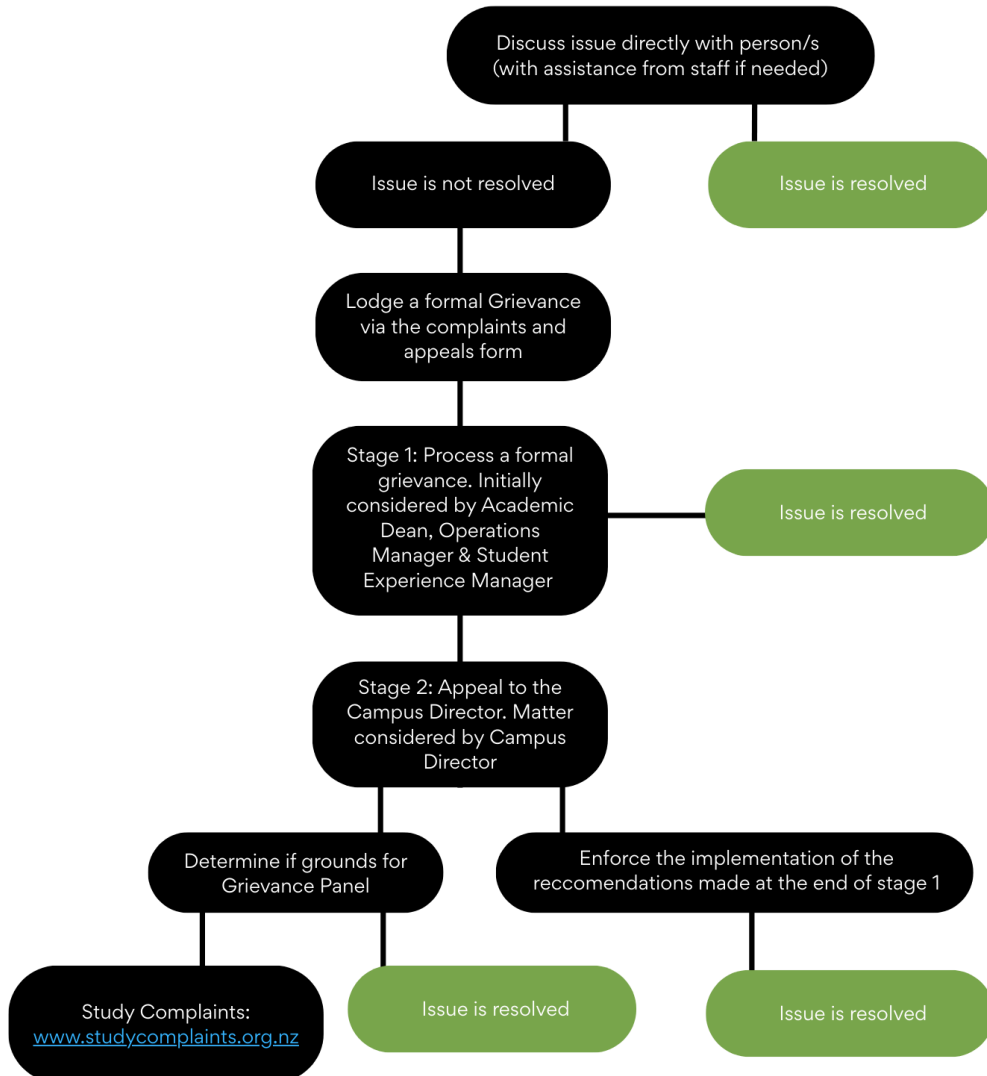 Discuss issue directly with person/s
(with assistance from staff if needed)
Issue is not resolved
Issue is resolved
Lodge a formal Grievance
via the complaints and
appeals form
Stage 1: Process a formal
grievance. Initially
considered by Academic
Dean, Operations
Manager & Student
Experience Manager
Issue is resolved
Stage 2: Appeal to the
Campus Director. Matter
considered by Campus
Director
Determine if grounds for
Grievance Panel
Enforce the implementation of the
reccomendations made at the end of stage 1
Study Complaints:
www.studycomplaints.org.nz
Issue is resolved
Issue is resolved